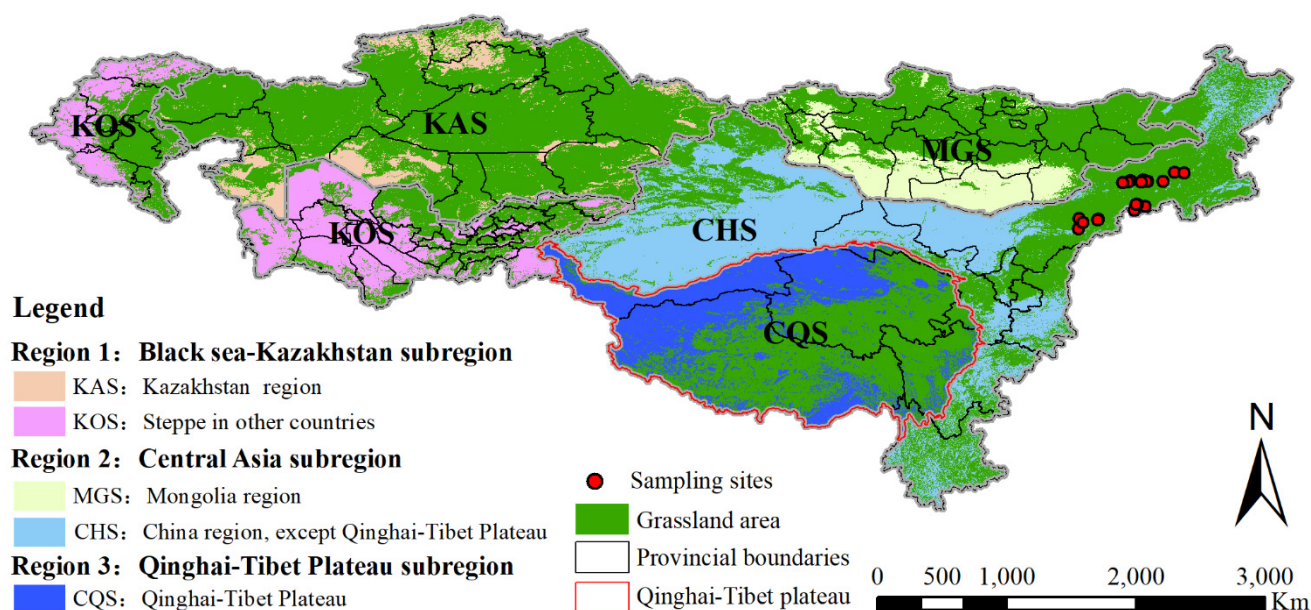 KOS
KAS
MGS
KOS
CHS
CQS
Legend
Region 1：Black sea-Kazakhstan subregion
KAS：Kazakhstan region
KOS：Steppe in other countries
Region 2：Central Asia subregion
MGS：Mongolia region
CHS：China region, except Qinghai-Tibet Plateau
Region 3：Qinghai-Tibet Plateau subregion
CQS：Qinghai-Tibet Plateau
Sampling sites
Grassland area
Provincial boundaries
Qinghai-Tibet plateau
N
0 500 1,000 2,000 3,000
Km